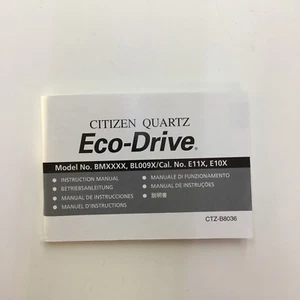 CITIZEN QUARTZ
Eco-Drive®
Model No. BMXXXX, BL009X/Cal. No. E11X, E10X
INSTRUCTION MANUAL
BETRIEBSANLEITUNG
MANUAL DE INSTRUCCIONES
MANUEL D'INSTRUCTIONS
MANUALE DI FUNZIONAMENTO
MANUAL DE INSTRUÇÕES
説明書
CTZ-B8036